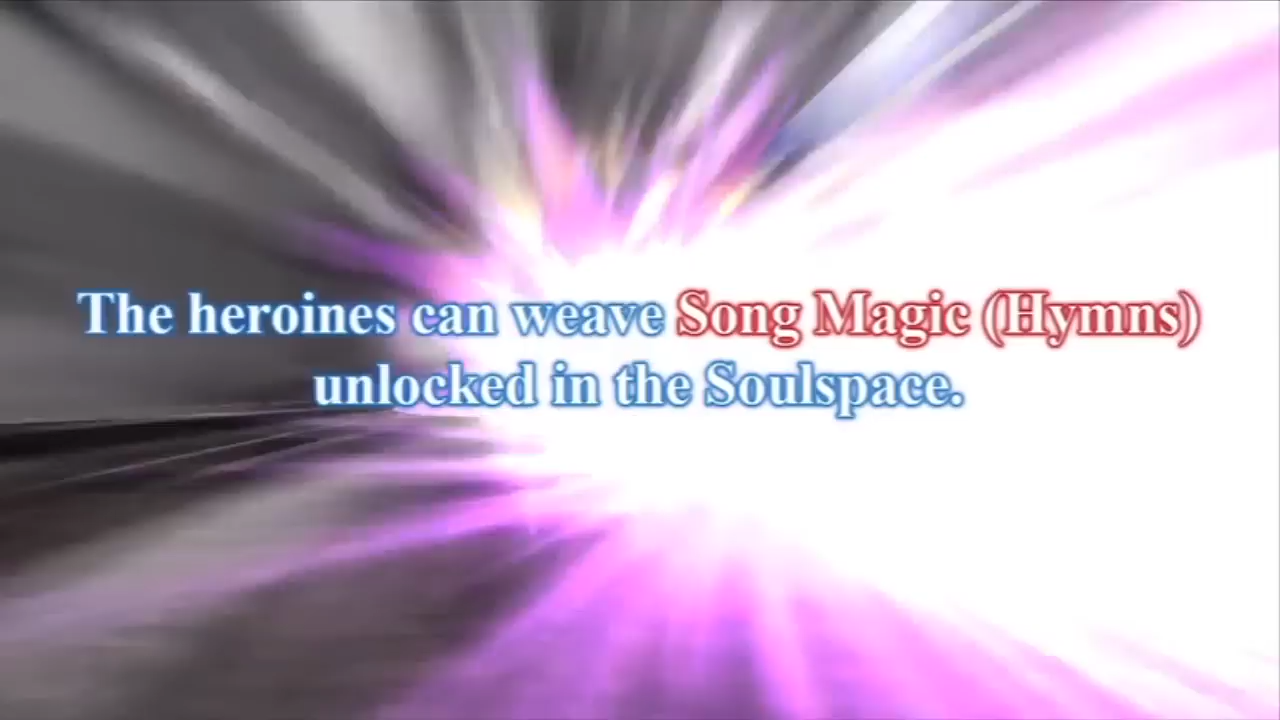 The heroines can weave Song Magic (Hymns)
unlocked in the Soulspace.